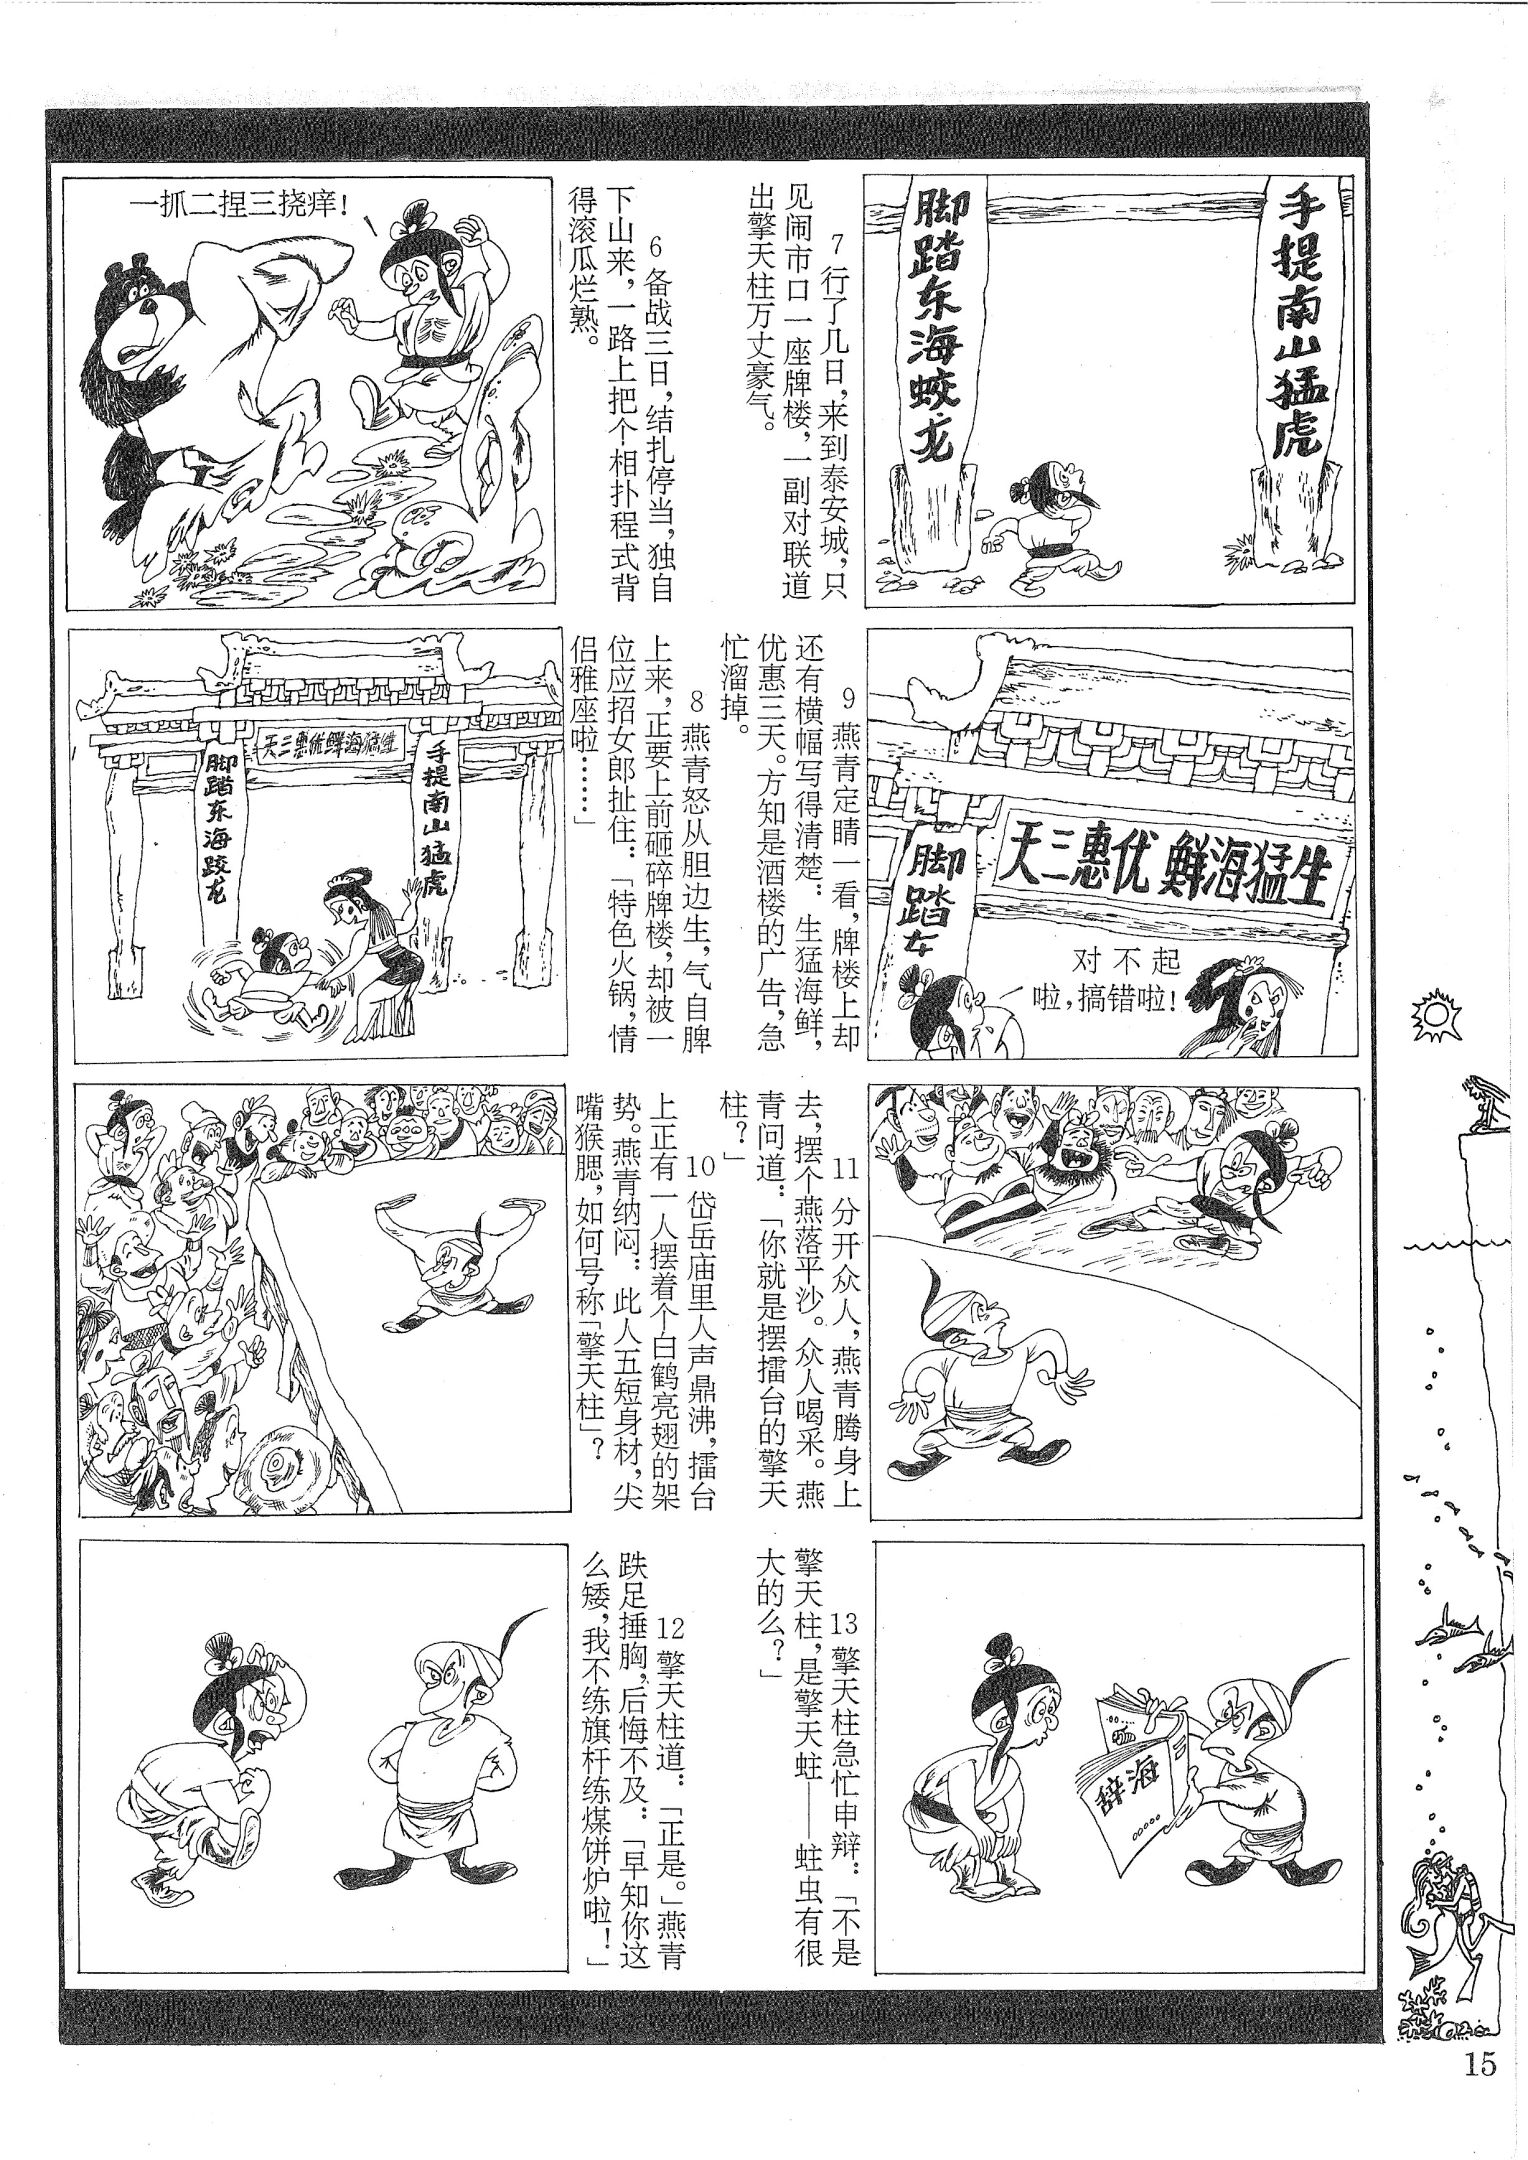 一抓二捏三挠痒!
6 备战三日,结扎停当,独自
下山来,一路上把个相扑程式背
得滚瓜烂熟。
手提南山猛虎
脚踏东海蛟龙
7 行了几日,来到泰安城,只
见闹市口一座牌楼,一副对联道
出擎天柱万丈豪气。
生猛海鲜优惠三天
手提南山猛虎
脚踏东海蛟龙
8 燕青怒从胆边生,气自脾
上来,正要上前砸碎牌楼,却被一
位应招女郎扯住:「特色火锅,情
侣雅座啦……」
生猛海鲜 优惠三天
脚踏东
对不起
啦,搞错啦!
9 燕青定睛一看,牌楼上却
还有横幅写得清楚:生猛海鲜,
优惠三天。方知是酒楼的广告,急
忙溜掉。
10 岱岳庙里人声鼎沸,擂台
上正有一人摆着个白鹤亮翅的架
势。燕青纳闷:此人五短身材,尖
嘴猴腮,如何号称「擎天柱」?
11 分开众人,燕青腾身上
去,摆个燕落平沙。众人喝采。燕
青问道:「你就是摆擂台的擎天
柱?」
12 擎天柱道:「正是。」燕青
跌足捶胸,后悔不及:「早知你这
么矮,我不练旗杆练煤饼炉啦!」
辞海
13 擎天柱急忙申辩:「不是
擎天柱,是擎天蛀——蛀虫有很
大的么?」
15